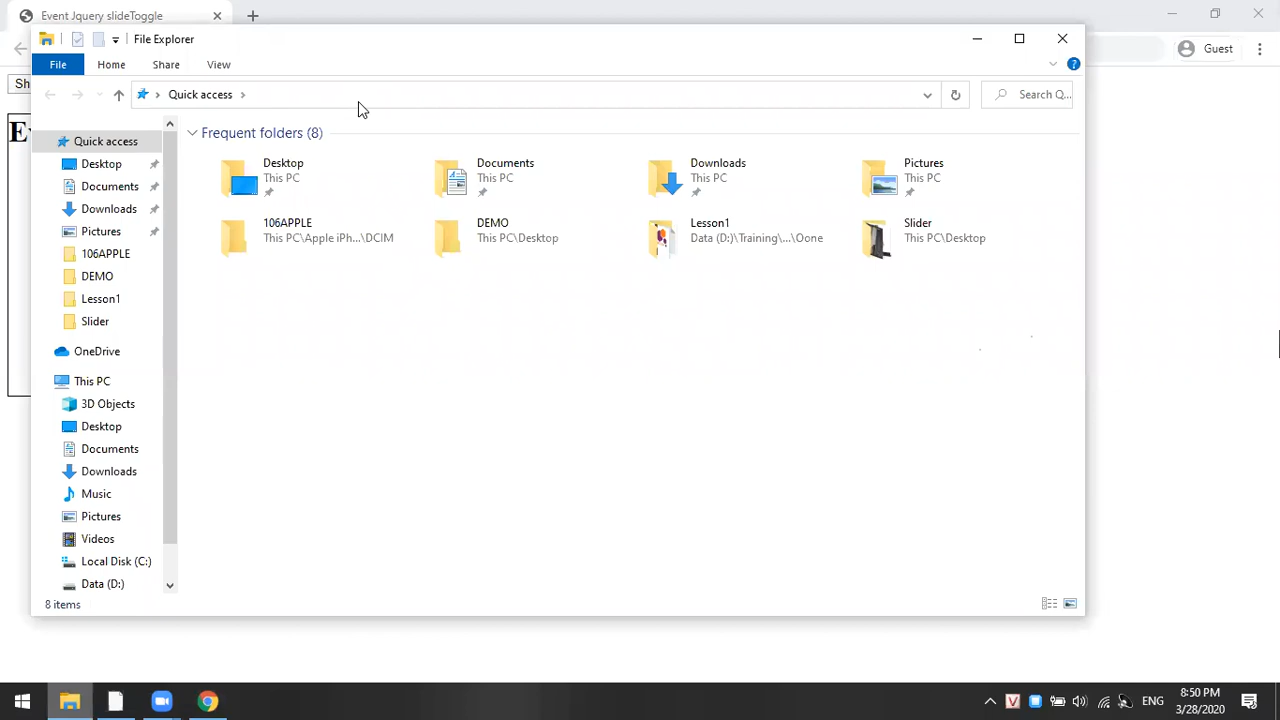 Event Jquery slideToggle
File Explorer
Guest
File Home Share View
Sh
Quick access
Search Q...
E
Frequent folders (8)
Quick access
Desktop
Documents
Downloads
Pictures
106APPLE
DEMO
Lesson1
Slider
OneDrive
This PC
3D Objects
Desktop
Documents
Downloads
Music
Pictures
Videos
Local Disk (C:)
Data (D:)
Desktop
This PC
Documents
This PC
Downloads
This PC
Pictures
This PC
106APPLE
This PC\Apple iPh...\DCIM
DEMO
This PC\Desktop
Lesson1
Data (D:)\Training\...\Oone
Slider
This PC\Desktop
8 items
ENG
8:50 PM
3/28/2020